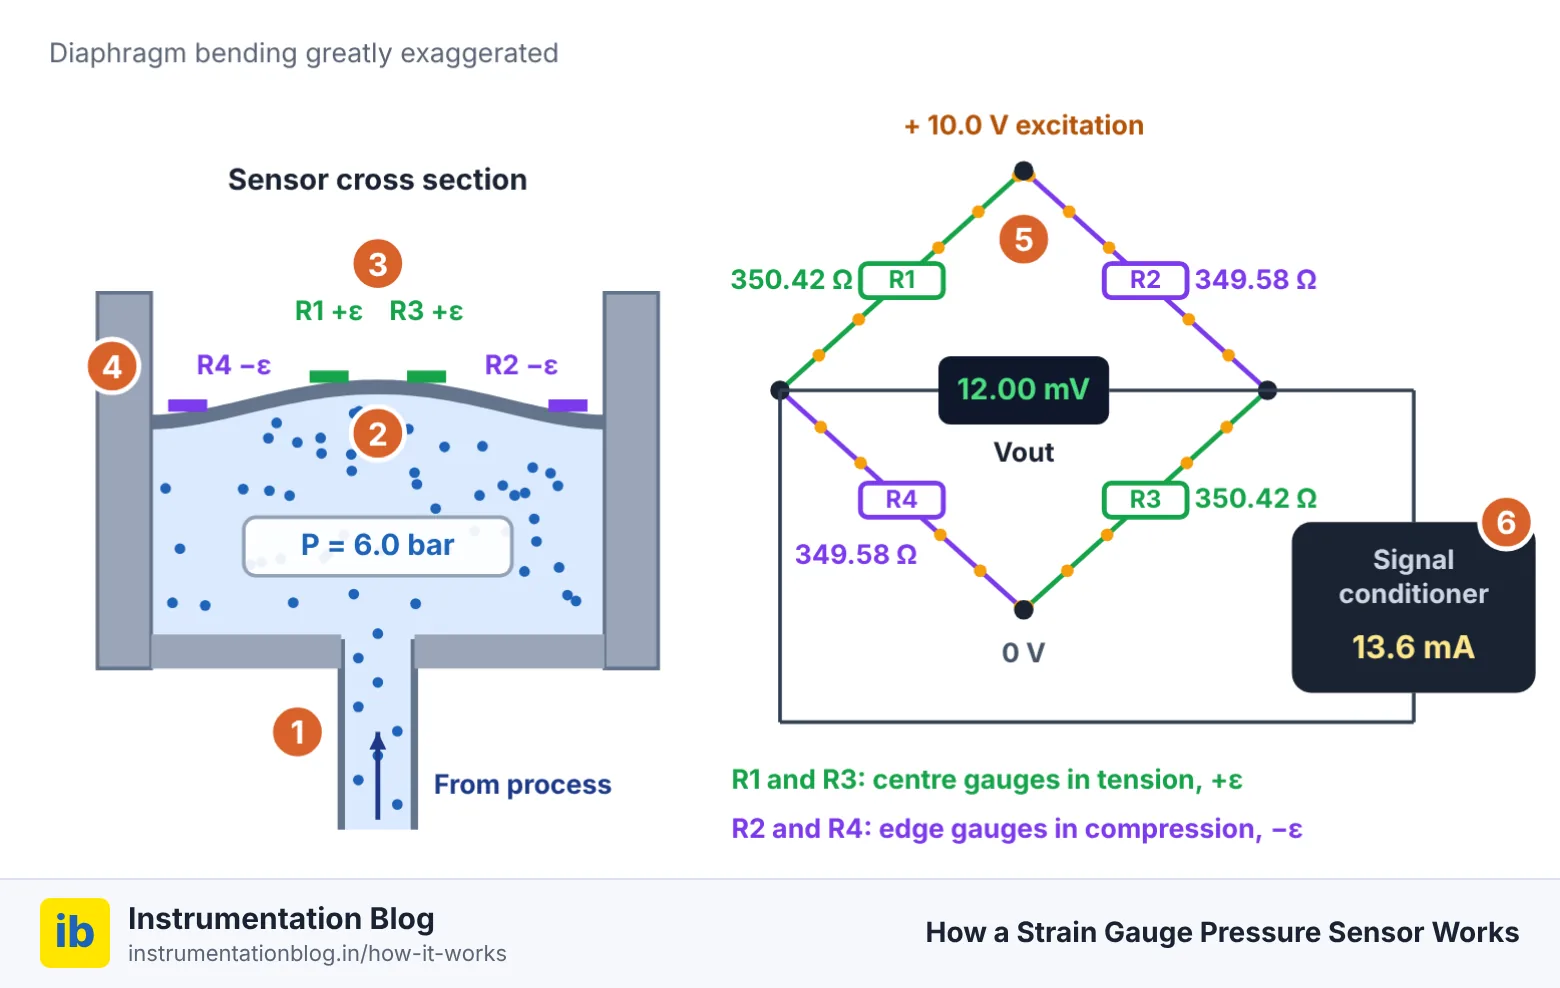 Diaphragm bending greatly exaggerated
Sensor cross section
3
R1 +ε R3 +ε
4
R4 −ε
R2 −ε
2
P = 6.0 bar
1
From process
+ 10.0 V excitation
5
350.42 Ω
R1
R2
349.58 Ω
12.00 mV
Vout
R4
349.58 Ω
R3
350.42 Ω
0 V
6
Signal
conditioner
13.6 mA
R1 and R3: centre gauges in tension, +ε
R2 and R4: edge gauges in compression, −ε
ib
Instrumentation Blog
instrumentationblog.in/how-it-works
How a Strain Gauge Pressure Sensor Works